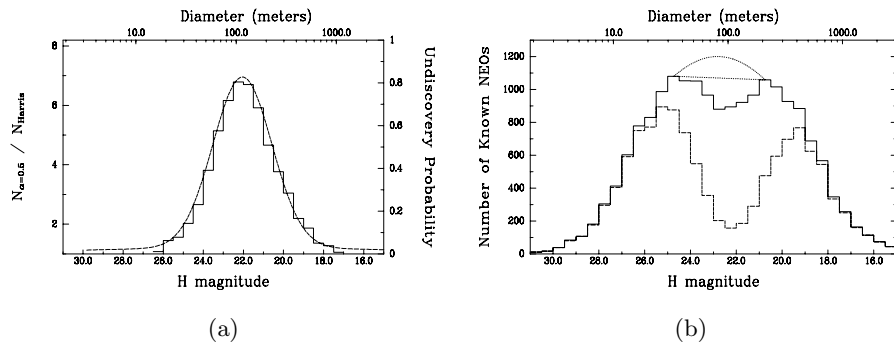 Diameter (meters)
10.0 100.0 1000.0
8
6
4
2
N_α=0.5 / N_Harris
1
0.8
0.6
0.4
0.2
0
Undiscovery Probability
30.0 28.0 26.0 24.0 22.0 20.0 18.0 16.0
H magnitude
(a)
Diameter (meters)
10.0 100.0 1000.0
1200
1000
800
600
400
200
0
Number of Known NEOs
30.0 28.0 26.0 24.0 22.0 20.0 18.0 16.0
H magnitude
(b)